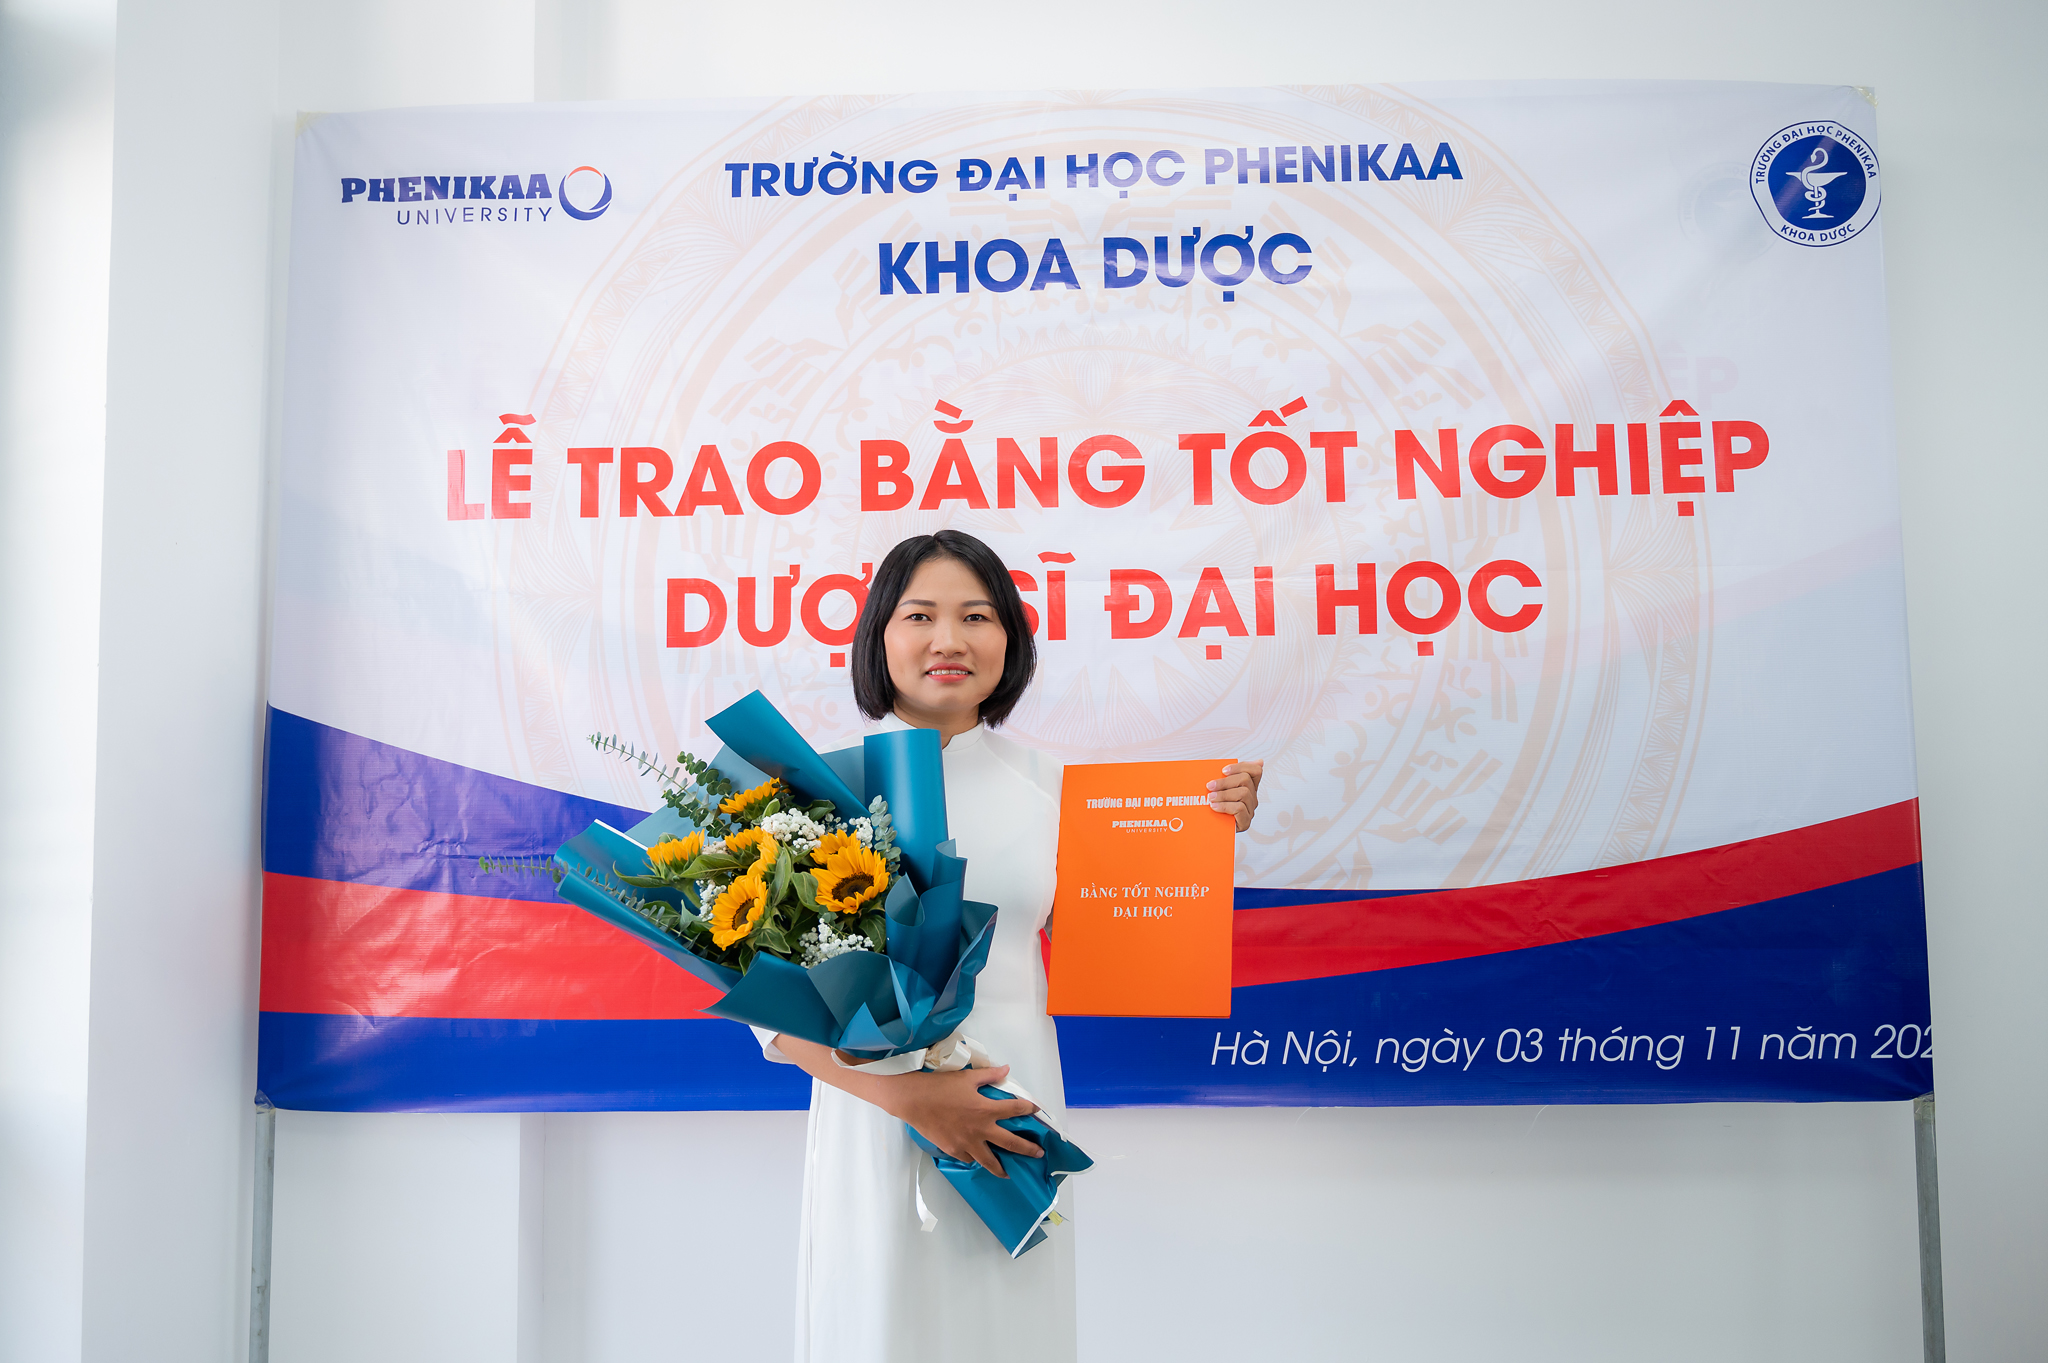 PHENIKAA
UNIVERSITY
TRƯỜNG ĐẠI HỌC PHENIKAA
KHOA DƯỢC
TRƯỜNG ĐẠI HỌC PHENIKAA
KHOA DƯỢC
LỄ TRAO BẰNG TỐT NGHIỆP
SĨ ĐẠI HỌC
TRƯỜNG ĐẠI HỌC
PHENIKAA
UNIVERSITY
BẰNG TỐT NGHIỆP
ĐẠI HỌC
Hà Nội, ngày 03 tháng 11 năm